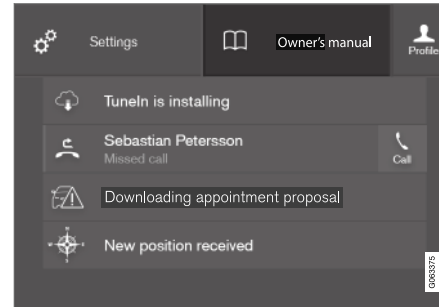 Settings
Owner's manual
Profile
TuneIn is installing
Sebastian Petersson
Missed call
Call
Downloading appointment proposal
New position received
G063375